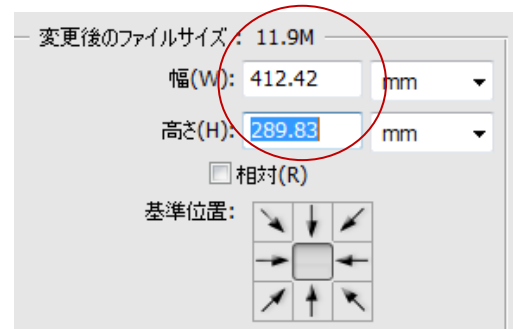 変更後のファイルサイズ : 11.9M
幅(W): 412.42 mm
高さ(H): 289.83 mm
相対(R)
基準位置: